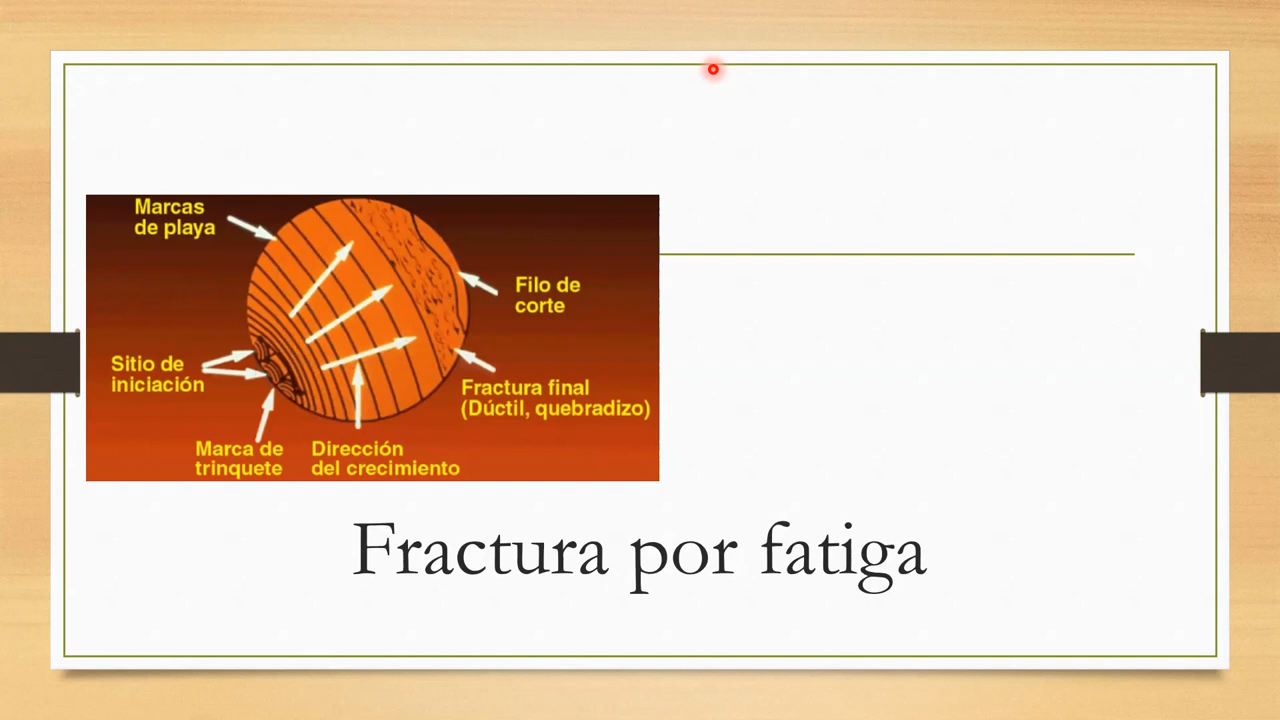 Marcas
de playa
Filo de
corte
Sitio de
iniciación
Fractura final
(Dúctil, quebradizo)
Marca de
trinquete
Dirección
del crecimiento
Fractura por fatiga